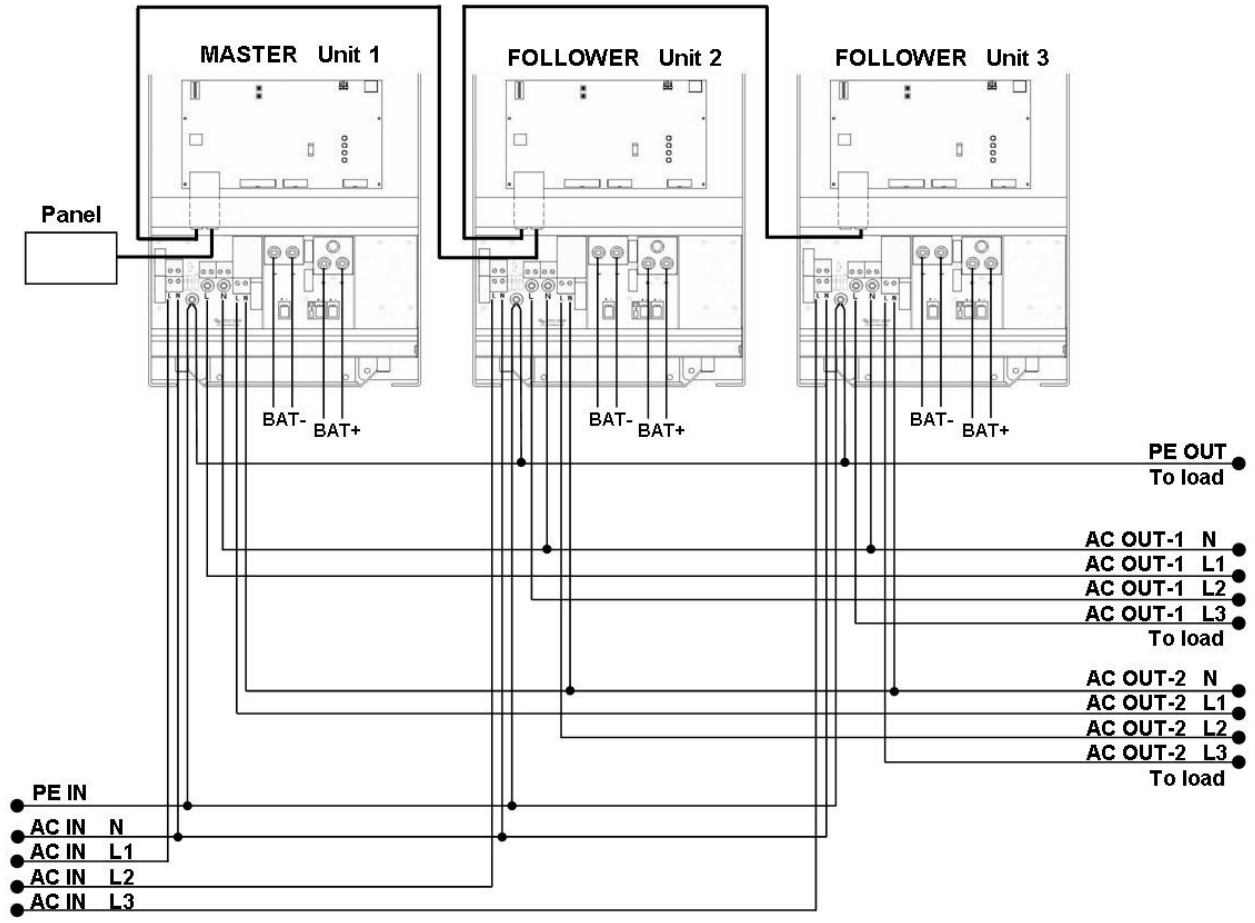 MASTER Unit 1
FOLLOWER Unit 2
FOLLOWER Unit 3
Panel
L N L N L N
L N L N L N
L N L N L N
BAT-
BAT+
BAT-
BAT+
BAT-
BAT+
PE OUT
To load
AC OUT-1 N
AC OUT-1 L1
AC OUT-1 L2
AC OUT-1 L3
To load
AC OUT-2 N
AC OUT-2 L1
AC OUT-2 L2
AC OUT-2 L3
To load
PE IN
AC IN N
AC IN L1
AC IN L2
AC IN L3